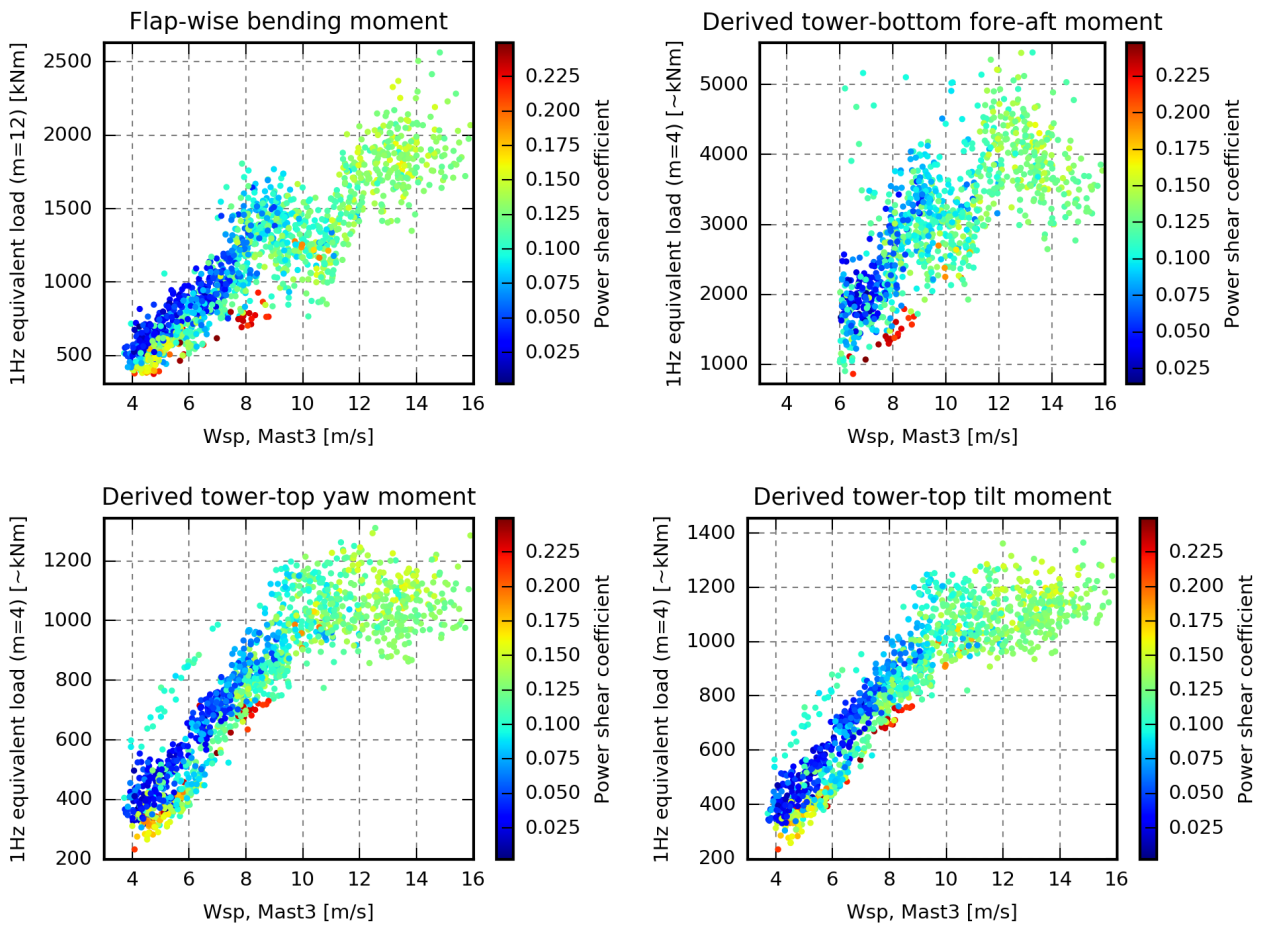 Flap-wise bending moment
1Hz equivalent load (m=12) [kNm]
2500
2000
1500
1000
500
4 6 8 10 12 14 16
Wsp, Mast3 [m/s]
0.225
0.200
0.175
0.150
0.125
0.100
0.075
0.050
0.025
Power shear coefficient
Derived tower-bottom fore-aft moment
1Hz equivalent load (m=4) [~kNm]
5000
4000
3000
2000
1000
4 6 8 10 12 14 16
Wsp, Mast3 [m/s]
0.225
0.200
0.175
0.150
0.125
0.100
0.075
0.050
0.025
Power shear coefficient
Derived tower-top yaw moment
1Hz equivalent load (m=4) [~kNm]
1200
1000
800
600
400
200
4 6 8 10 12 14 16
Wsp, Mast3 [m/s]
0.225
0.200
0.175
0.150
0.125
0.100
0.075
0.050
0.025
Power shear coefficient
Derived tower-top tilt moment
1Hz equivalent load (m=4) [~kNm]
1400
1200
1000
800
600
400
200
4 6 8 10 12 14 16
Wsp, Mast3 [m/s]
0.225
0.200
0.175
0.150
0.125
0.100
0.075
0.050
0.025
Power shear coefficient